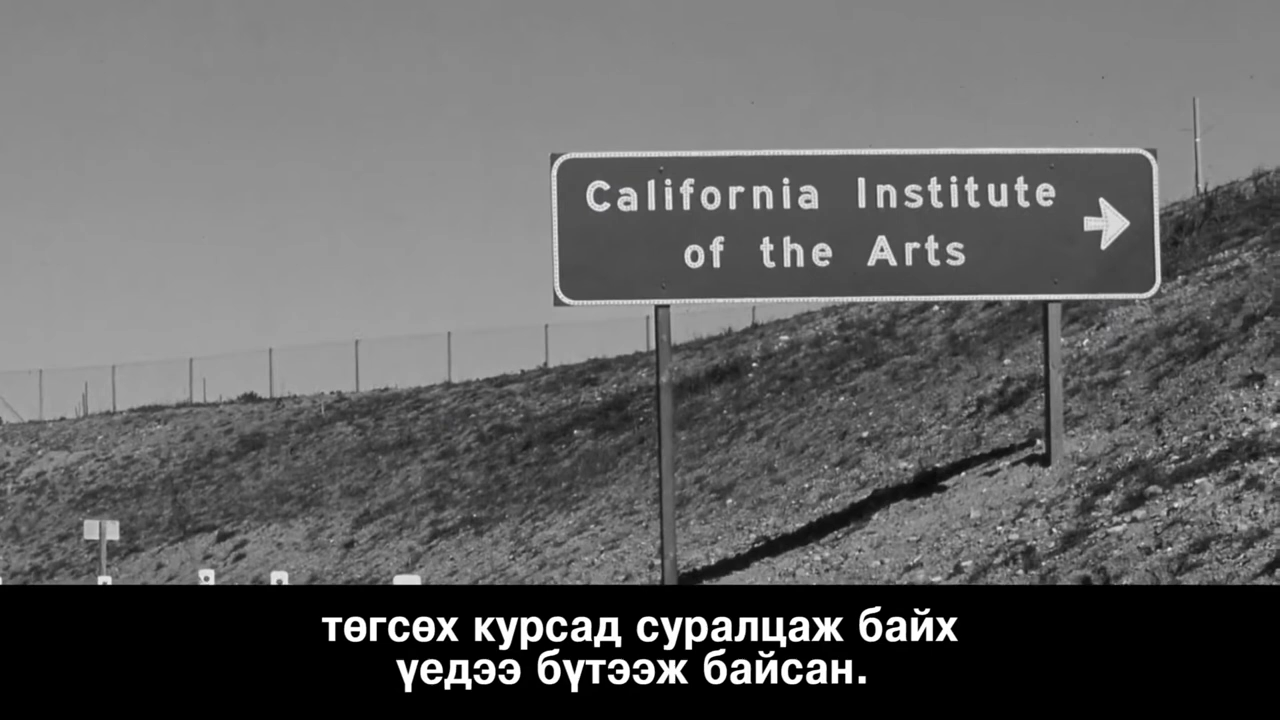 California Institute
of the Arts
төгсөх курсад суралцаж байх
үедээ бүтээж байсан.